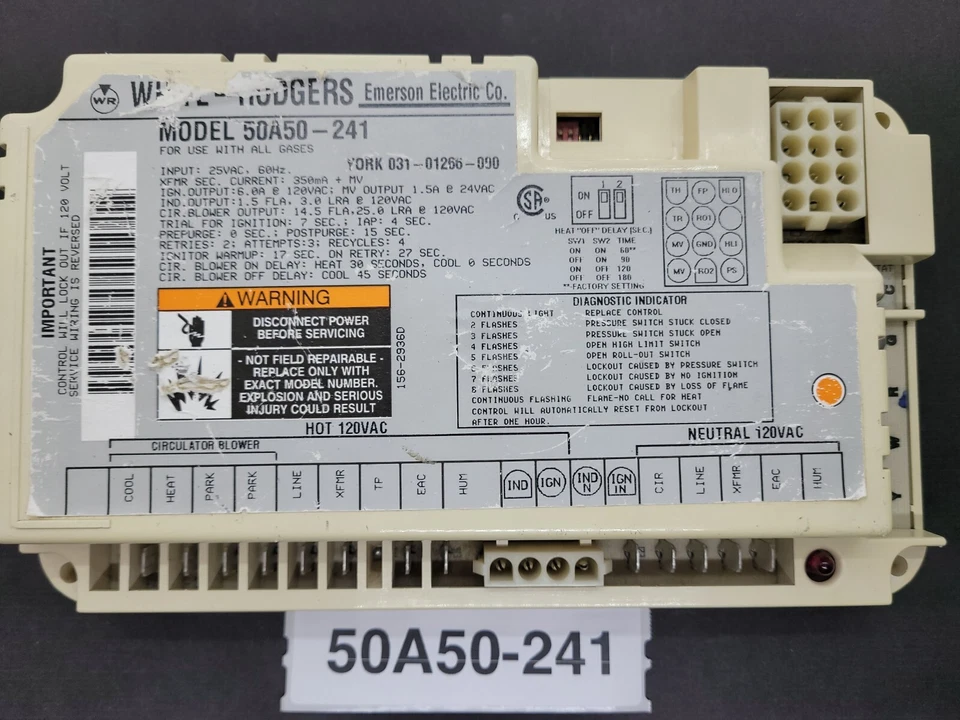 WR
WHITE-RODGERS Emerson Electric Co.
MODEL 50A50-241
FOR USE WITH ALL GASES
YORK 031-01266-000
INPUT: 25VAC, 60Hz.
XFMR SEC. CURRENT: 350mA + MV
IGN.OUTPUT:6.0A @ 120VAC; MV OUTPUT 1.5A @ 24VAC
IND.OUTPUT:1.5 FLA, 3.0 LRA @ 120VAC
CIR.BLOWER OUTPUT: 14.5 FLA,25.0 LRA @ 120VAC
TRIAL FOR IGNITION: 7 SEC.; IAP: 4 SEC.
PREPURGE: 0 SEC.; POSTPURGE: 15 SEC.
RETRIES: 2; ATTEMPTS:3; RECYCLES: 4
IGNITOR WARMUP: 17 SEC. ON RETRY: 27 SEC.
CIR. BLOWER ON DELAY: HEAT 30 SECONDS, COOL 0 SECONDS
CIR. BLOWER OFF DELAY: COOL 45 SECONDS
IMPORTANT
CONTROL WILL LOCK OUT IF 120 VOLT
SERVICE WIRING IS REVERSED
SA
C US
1 2
ON
OFF
HEAT "OFF" DELAY (SEC.)
SW1 SW2 TIME
ON ON 60**
ON OFF 90
OFF ON 120
OFF OFF 180
**-FACTORY SETTING
TH FP HLO
TR RO1
MV GND HLI
MV RO2 PS
WARNING
DISCONNECT POWER
BEFORE SERVICING
- NOT FIELD REPAIRABLE -
REPLACE ONLY WITH
EXACT MODEL NUMBER.
EXPLOSION AND SERIOUS
INJURY COULD RESULT
156-2936D
DIAGNOSTIC INDICATOR
CONTINUOUS LIGHT REPLACE CONTROL
2 FLASHES PRESSURE SWITCH STUCK CLOSED
3 FLASHES PRESSURE SWITCH STUCK OPEN
4 FLASHES OPEN HIGH LIMIT SWITCH
5 FLASHES OPEN ROLL-OUT SWITCH
6 FLASHES LOCKOUT CAUSED BY PRESSURE SWITCH
7 FLASHES LOCKOUT CAUSED BY NO IGNITION
8 FLASHES LOCKOUT CAUSED BY LOSS OF FLAME
CONTINUOUS FLASHING FLAME-NO CALL FOR HEAT
CONTROL WILL AUTOMATICALLY RESET FROM LOCKOUT
AFTER ONE HOUR.
HOT 120VAC
NEUTRAL 120VAC
CIRCULATOR BLOWER
COOL HEAT PARK PARK LINE XFMR TP EAC HUM IND IGN IND N IGN IN CIR LINE XFMR EAC HUM
50A50-241